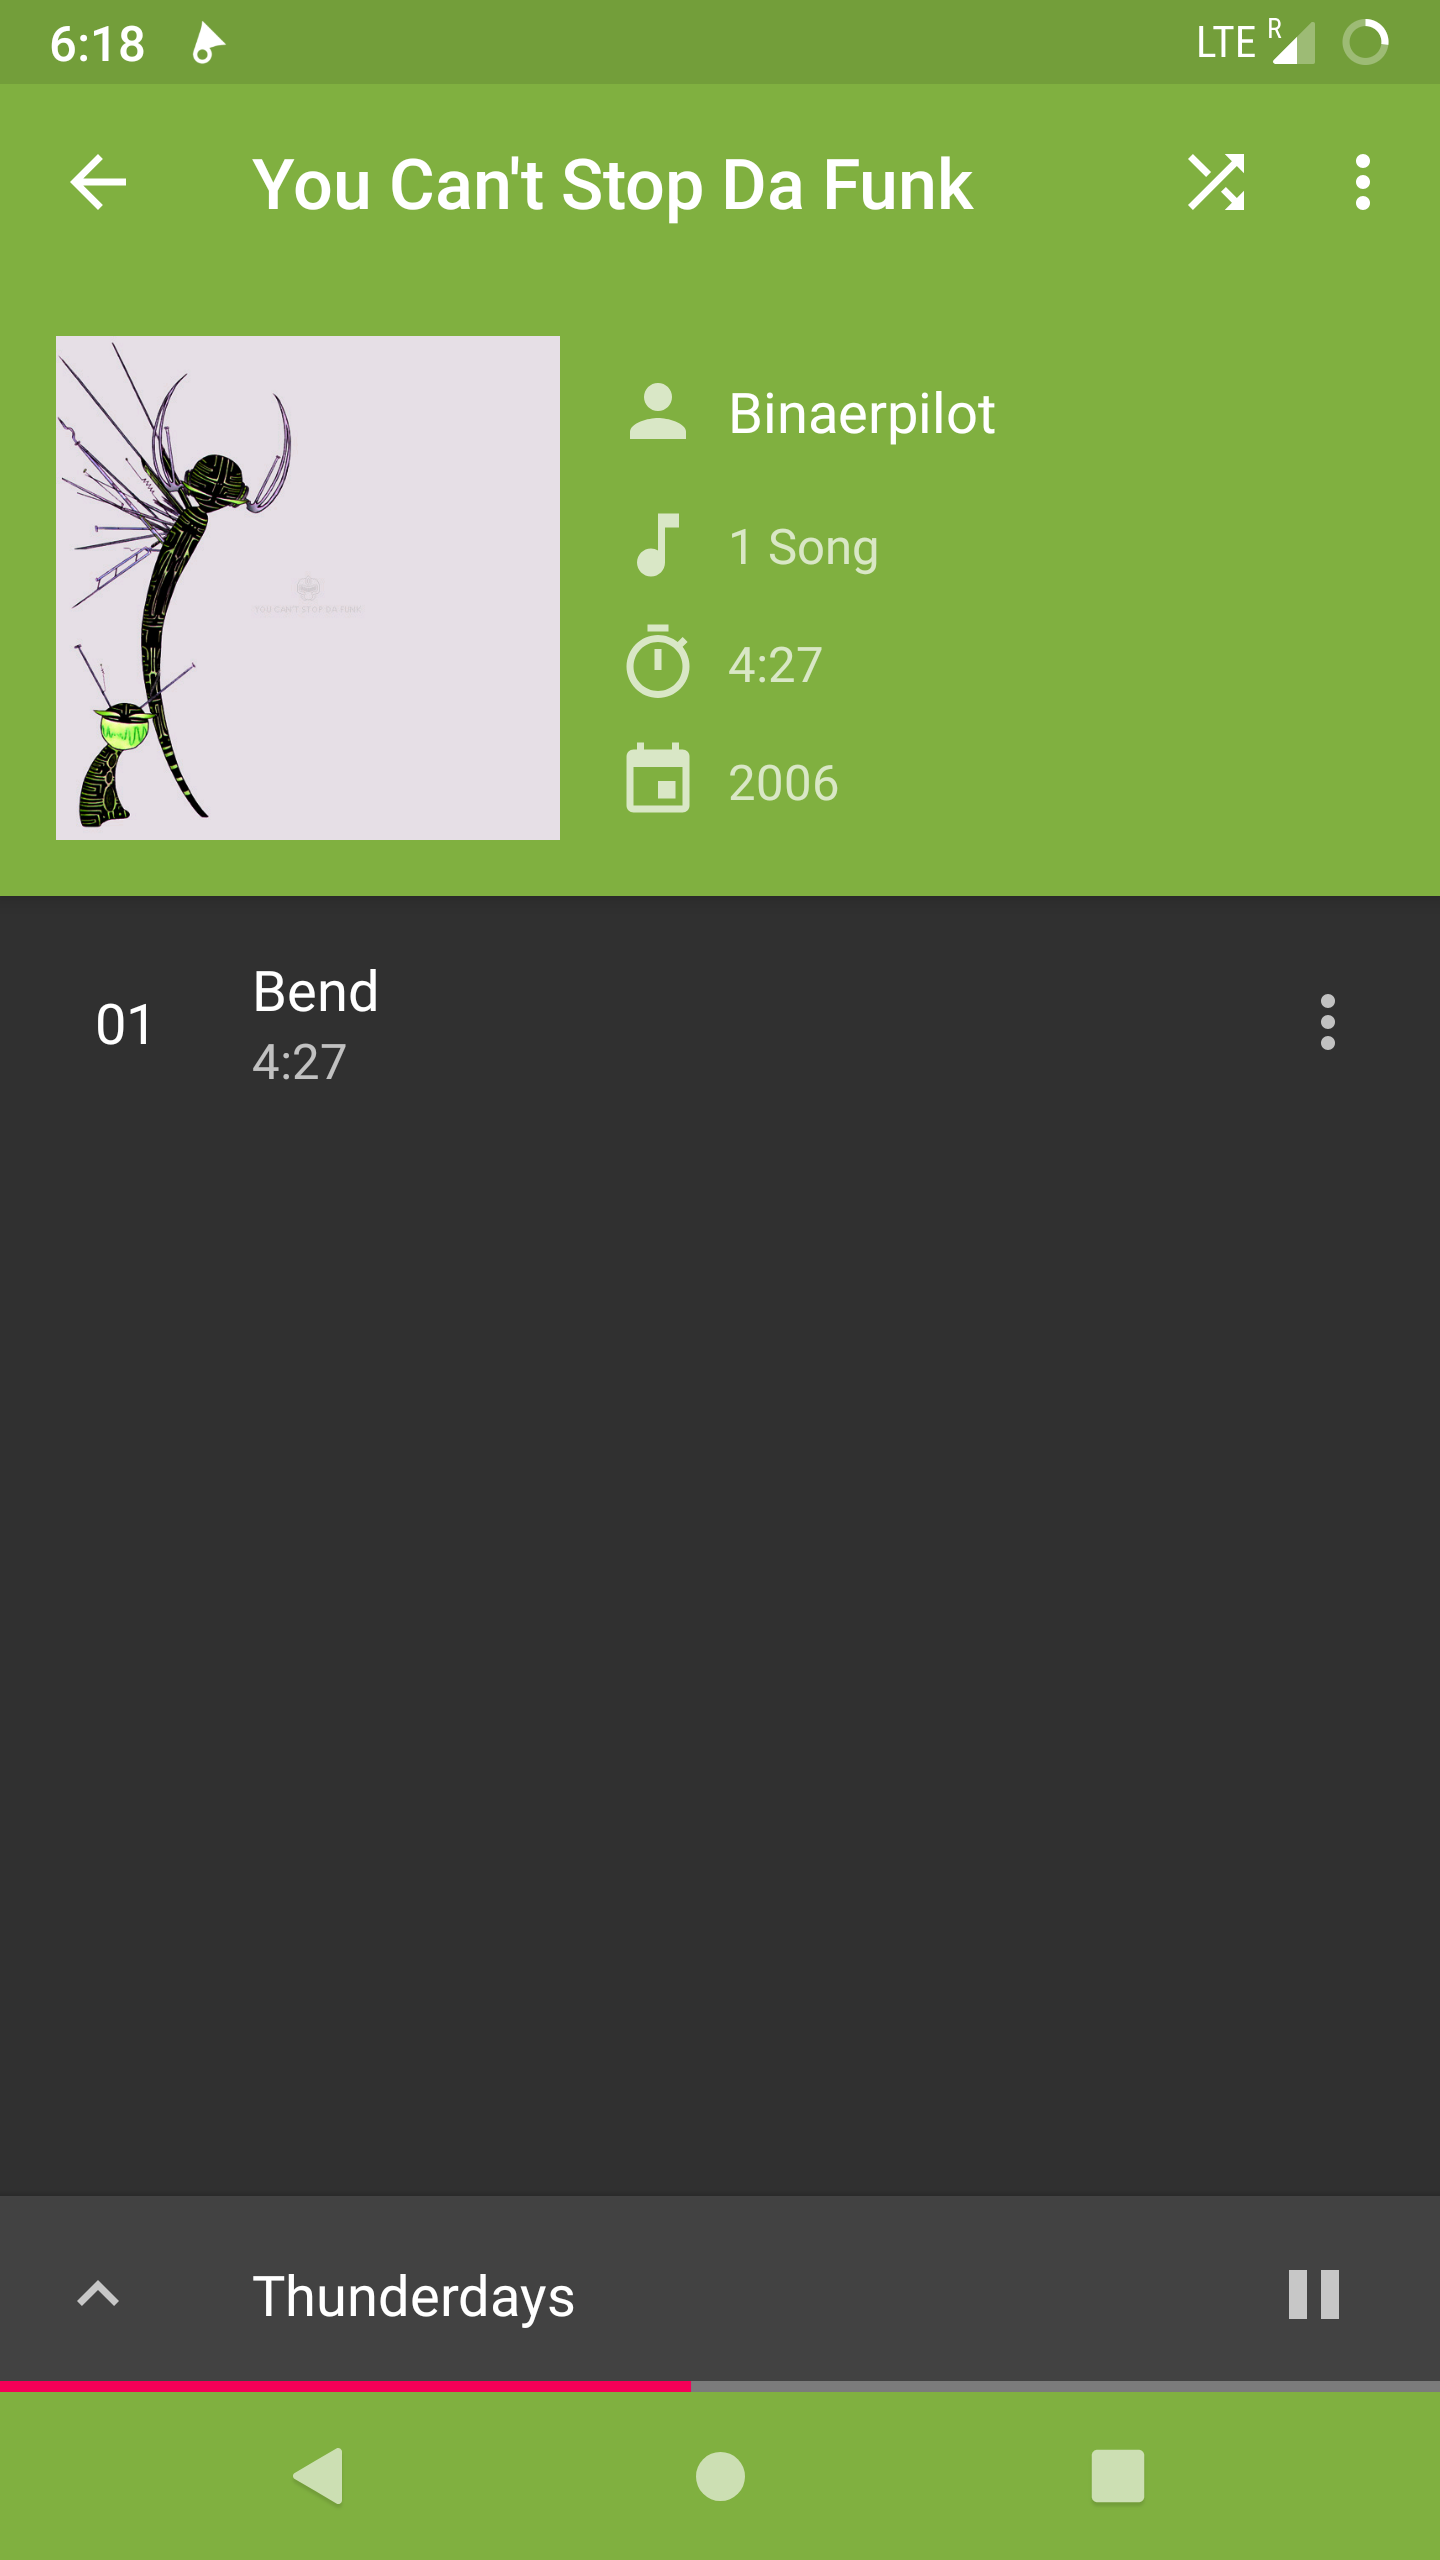 6:18
LTE R
You Can't Stop Da Funk
Binaerpilot
1 Song
4:27
2006
YOU CAN'T STOP DA FUNK
01
Bend
4:27
Thunderdays